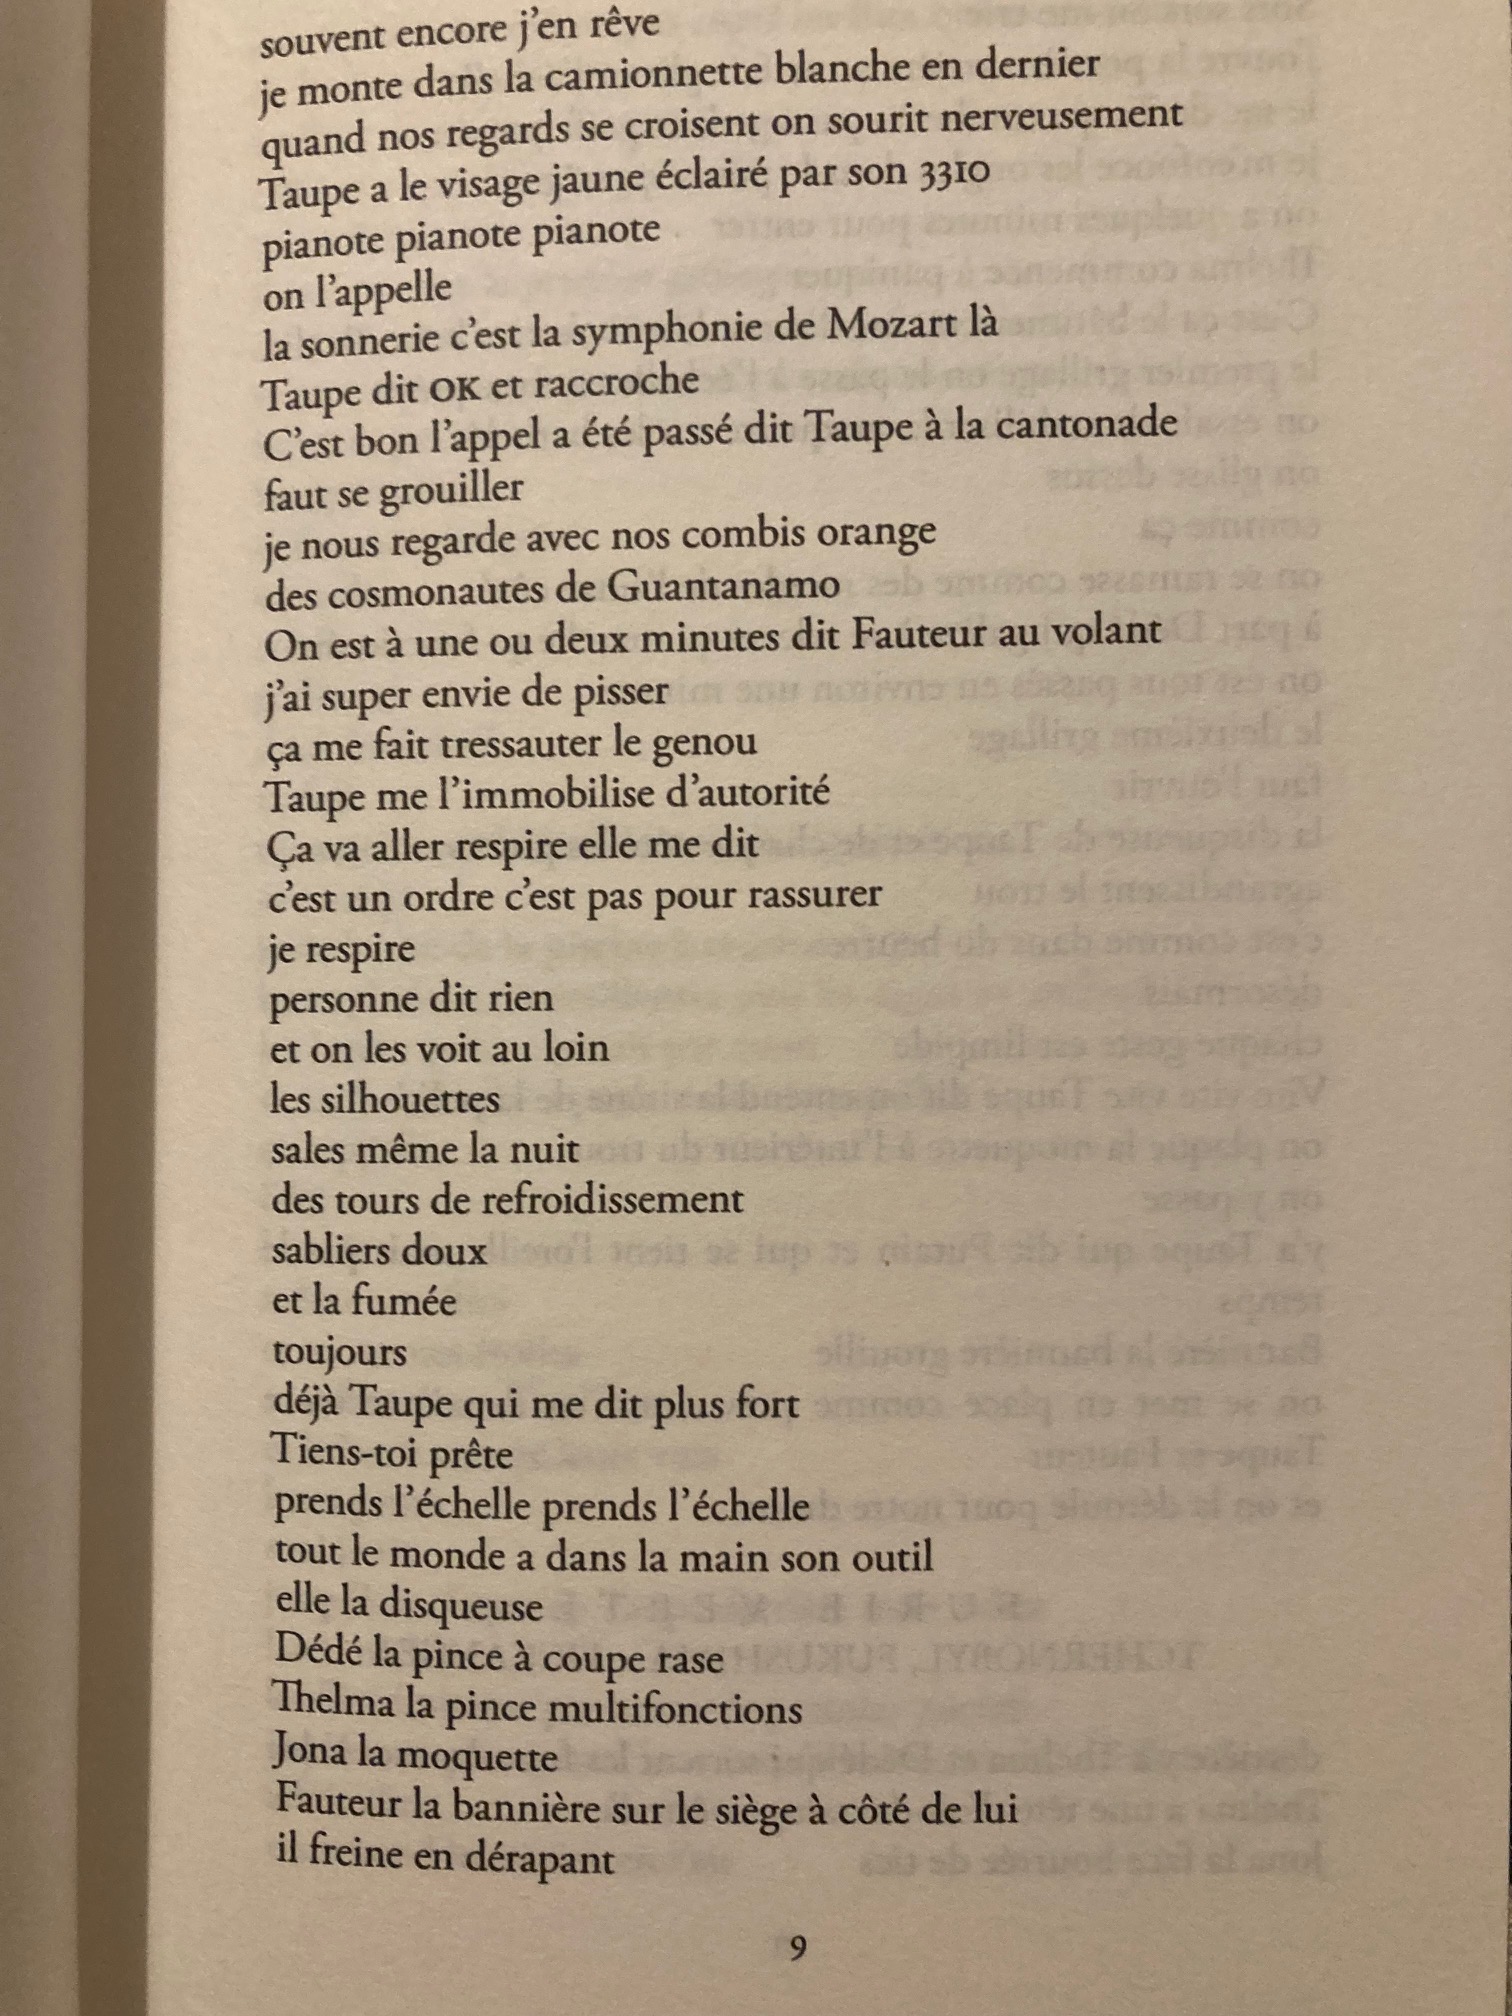 souvent encore j'en rêve
je monte dans la camionnette blanche en dernier
quand nos regards se croisent on sourit nerveusement
Taupe a le visage jaune éclairé par son 3310
pianote pianote pianote
on l'appelle
la sonnerie c'est la symphonie de Mozart là
Taupe dit OK et raccroche
C'est bon l'appel a été passé dit Taupe à la cantonade
faut se grouiller
je nous regarde avec nos combis orange
des cosmonautes de Guantanamo
On est à une ou deux minutes dit Fauteur au volant
j'ai super envie de pisser
ça me fait tressauter le genou
Taupe me l'immobilise d'autorité
Ça va aller respire elle me dit
c'est un ordre c'est pas pour rassurer
je respire
personne dit rien
et on les voit au loin
les silhouettes
sales même la nuit
des tours de refroidissement
sabliers doux
et la fumée
toujours
déjà Taupe qui me dit plus fort
Tiens-toi prête
prends l'échelle prends l'échelle
tout le monde a dans la main son outil
elle la disqueuse
Dédé la pince à coupe rase
Thelma la pince multifonctions
Jona la moquette
Fauteur la bannière sur le siège à côté de lui
il freine en dérapant
9